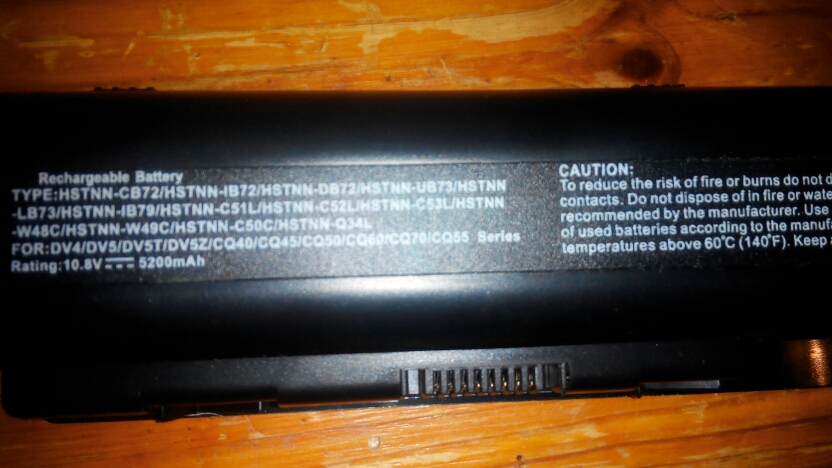 Rechargeable Battery
TYPE:HSTNN-CB72/HSTNN-IB72/HSTNN-DB72/HSTNN-UB73/HSTNN
-LB73/HSTNN-IB79/HSTNN-C51L/HSTNN-C52L/HSTNN-C53L/HSTNN
-W48C/HSTNN-W49C/HSTNN-C50C/HSTNN-Q34L
FOR:DV4/DV5/DV5T/DV5Z/CQ40/CQ45/CQ50/CQ60/CQ70/CQ55 Series
Rating:10.8V 5200mAh
CAUTION:
To reduce the risk of fire or burns do not d
contacts. Do not dispose of in fire or wate
recommended by the manufacturer. Use
of used batteries according to the manufa
temperatures above 60°C (140°F). Keep